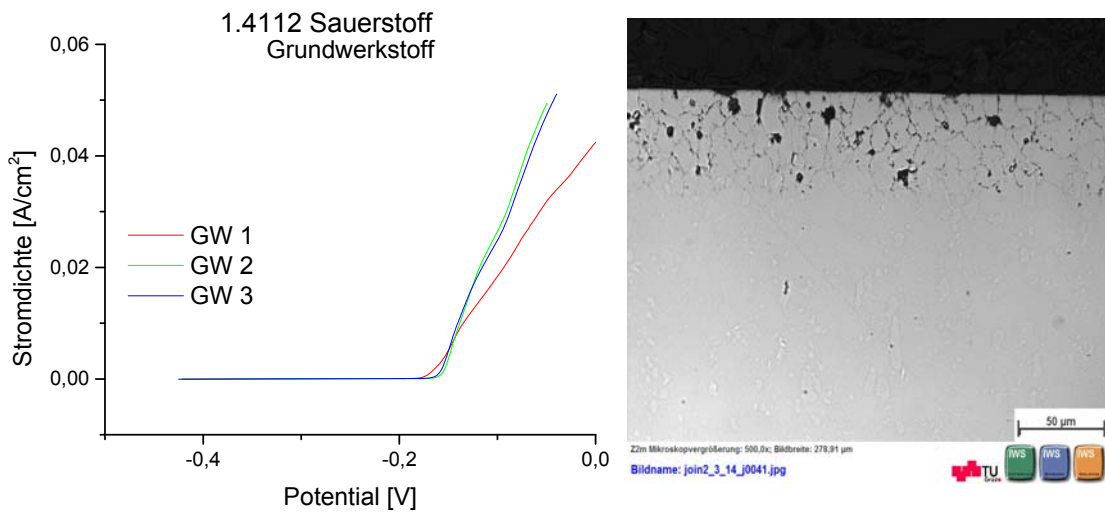 1.4112 Sauerstoff
Grundwerkstoff
0,06
0,04
0,02
0,00
Stromdichte [A/cm²]
GW 1
GW 2
GW 3
-0,4
-0,2
0,0
Potential [V]
50 µm
Z2m Mikroskopvergrößerung: 500,0x; Bildbreite: 278,91 µm
Bildname: join2_3_14_j0041.jpg
TU
IWS
IWS
IWS